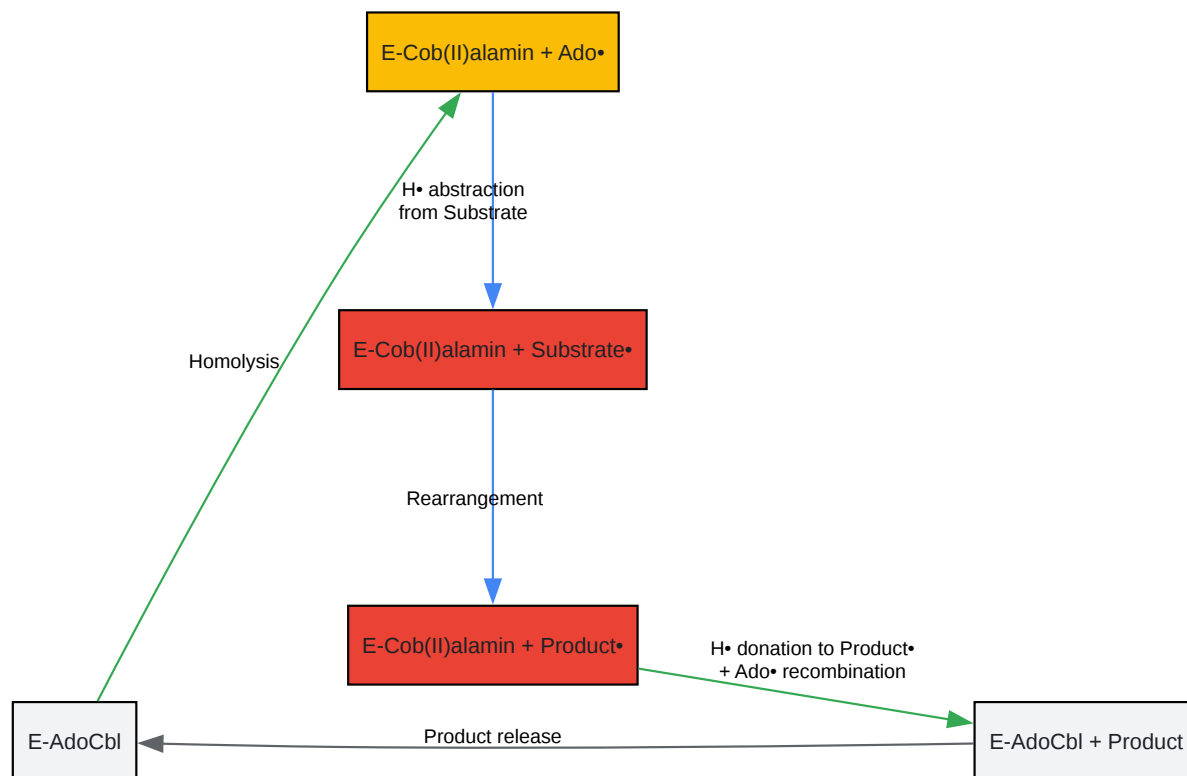 E-Cob(II)alamin + Ado•
H• abstraction
from Substrate
E-Cob(II)alamin + Substrate•
Homolysis
Rearrangement
E-Cob(II)alamin + Product•
H• donation to Product•
+ Ado• recombination
E-AdoCbl
Product release
E-AdoCbl + Product